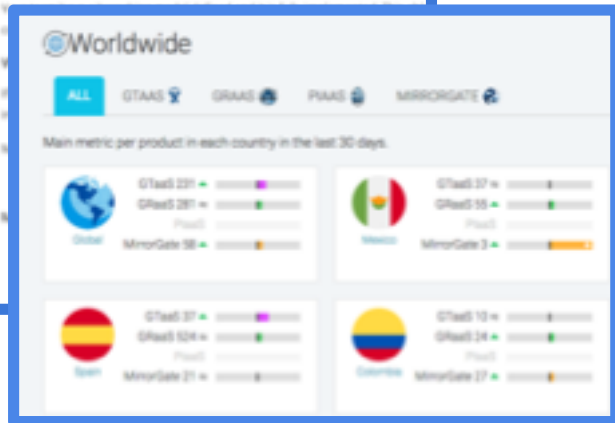 Worldwide
ALL GTAAS GRAAS PIAAS MIRRORGATE
Main metric per product in each country in the last 30 days.
GTaaS 231
GRaaS 281
PiaaS
MirrorGate 58
Global
GTaaS 37
GRaaS 55
PiaaS
MirrorGate 3
Mexico
GTaaS 37
GRaaS 524
PiaaS
MirrorGate 21
Spain
GTaaS 10
GRaaS 24
PiaaS
MirrorGate 27
Colombia